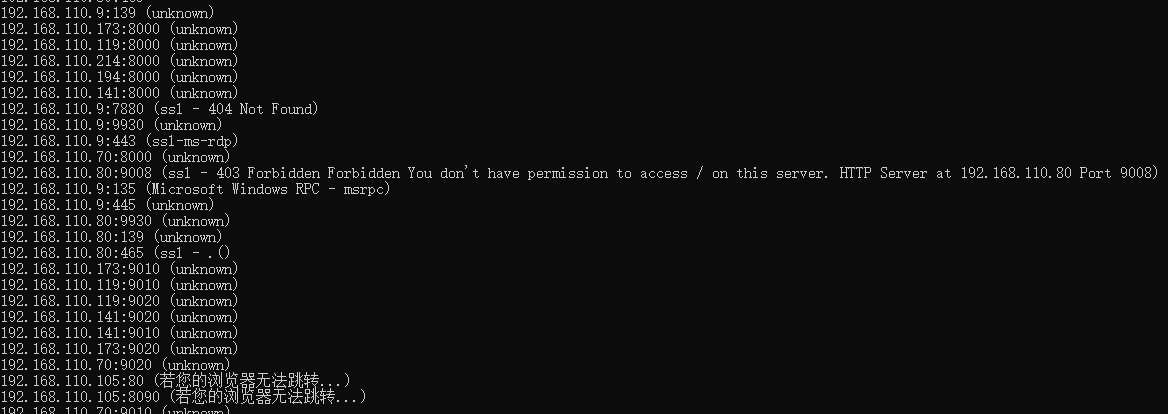 192.168.110.9:139 (unknown)
192.168.110.173:8000 (unknown)
192.168.110.119:8000 (unknown)
192.168.110.214:8000 (unknown)
192.168.110.194:8000 (unknown)
192.168.110.141:8000 (unknown)
192.168.110.9:7880 (ssl - 404 Not Found)
192.168.110.9:9930 (unknown)
192.168.110.9:443 (ssl-ms-rdp)
192.168.110.70:8000 (unknown)
192.168.110.80:9008 (ssl - 403 Forbidden Forbidden You don't have permission to access / on this server. HTTP Server at 192.168.110.80 Port 9008)
192.168.110.9:135 (Microsoft Windows RPC - msrpc)
192.168.110.9:445 (unknown)
192.168.110.80:9930 (unknown)
192.168.110.80:139 (unknown)
192.168.110.80:465 (ssl - .()
192.168.110.173:9010 (unknown)
192.168.110.119:9010 (unknown)
192.168.110.119:9020 (unknown)
192.168.110.141:9020 (unknown)
192.168.110.141:9010 (unknown)
192.168.110.173:9020 (unknown)
192.168.110.70:9020 (unknown)
192.168.110.105:80 (若您的浏览器无法跳转...)
192.168.110.105:8090 (若您的浏览器无法跳转...)
192.168.110.70:9010 (unknown)